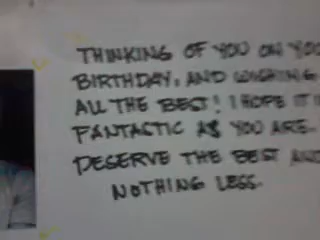 THINKING OF YOU ON YOU
BIRTHDAY, AND WISHING
ALL THE BEST! I HOPE IT I
FANTASTIC AS YOU ARE.
DESERVE THE BEST AND
NOTHING LESS.